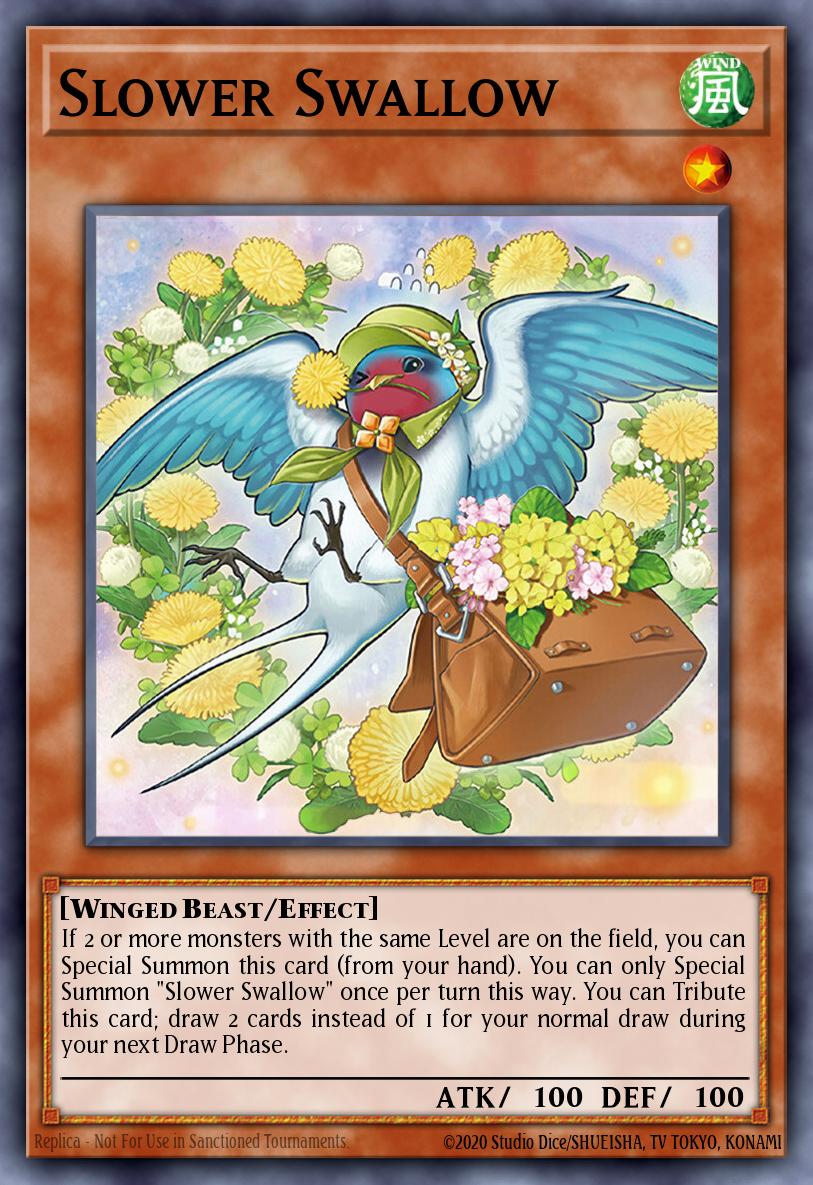 Slower Swallow
WIND
風
[Winged Beast/Effect]
If 2 or more monsters with the same Level are on the field, you can
Special Summon this card (from your hand). You can only Special
Summon "Slower Swallow" once per turn this way. You can Tribute
this card; draw 2 cards instead of 1 for your normal draw during
your next Draw Phase.
ATK/ 100 DEF/ 100
Replica - Not For Use in Sanctioned Tournaments.
©2020 Studio Dice/SHUEISHA, TV TOKYO, KONAMI